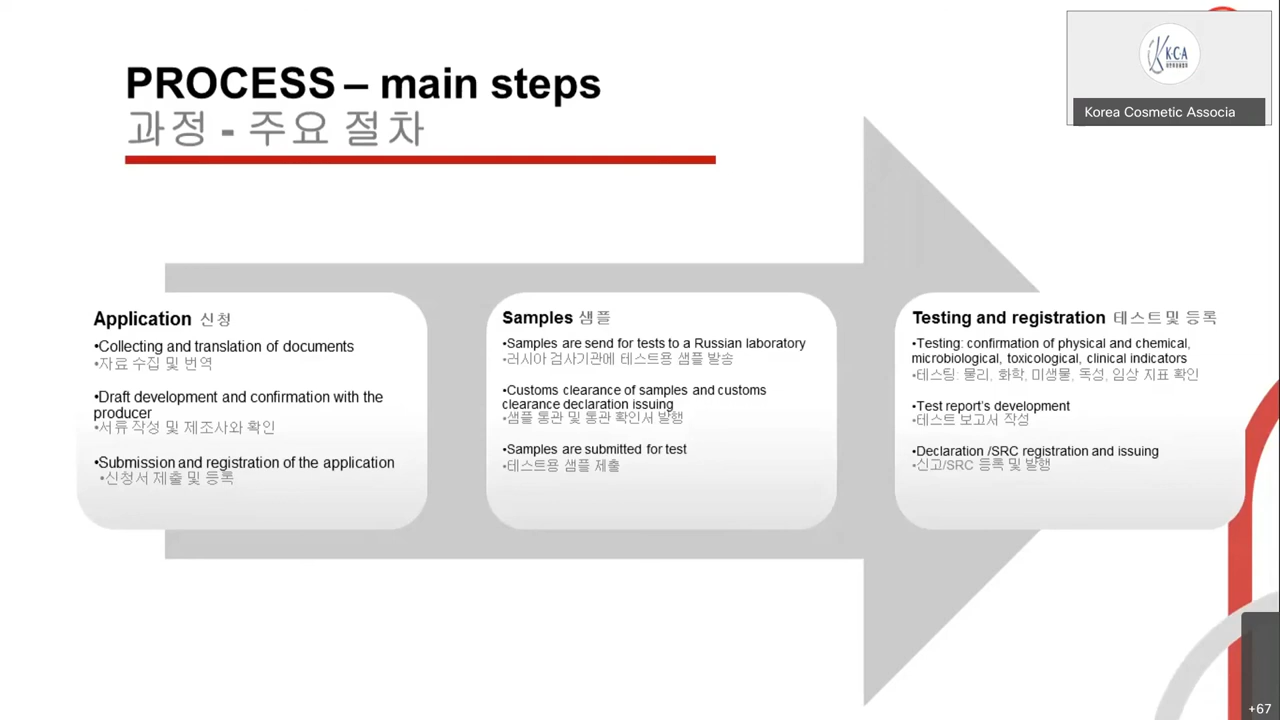 PROCESS – main steps
과정 - 주요 절차
K·C·A
Korea Cosmetic Associa
Application 신청
•Collecting and translation of documents
•자료 수집 및 번역
•Draft development and confirmation with the
producer
•서류 작성 및 제조사와 확인
•Submission and registration of the application
•신청서 제출 및 등록
Samples 샘플
•Samples are send for tests to a Russian laboratory
•러시아 검사기관에 테스트용 샘플 발송
•Customs clearance of samples and customs
clearance declaration issuing
•샘플 통관 및 통관 확인서 발행
•Samples are submitted for test
•테스트용 샘플 제출
Testing and registration 테스트 및 등록
•Testing: confirmation of physical and chemical,
microbiological, toxicological, clinical indicators
•테스팅: 물리, 화학, 미생물, 독성, 임상 지표 확인
•Test report's development
•테스트 보고서 작성
•Declaration /SRC registration and issuing
•신고/SRC 등록 및 발행
+67